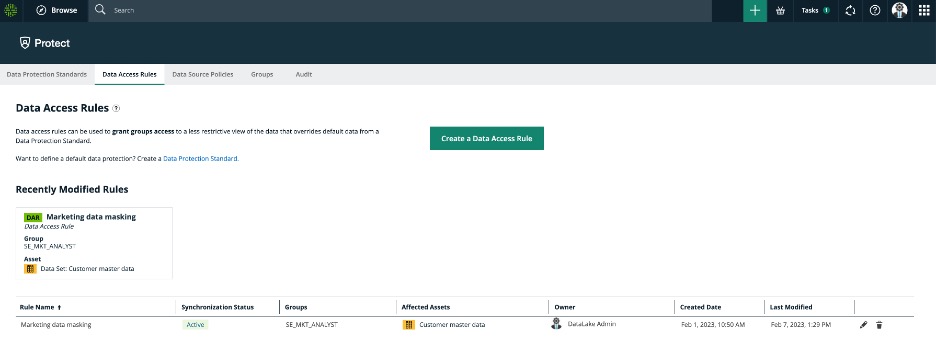 Browse
Search
Tasks 1
Protect
Data Protection Standards
Data Access Rules
Data Source Policies
Groups
Audit
Data Access Rules
Data access rules can be used to grant groups access to a less restrictive view of the data that overrides default data from a
Data Protection Standard.
Create a Data Access Rule
Want to define a default data protection? Create a Data Protection Standard.
Recently Modified Rules
DAR Marketing data masking
Data Access Rule
Group
SE_MKT_ANALYST
Asset
Data Set: Customer master data
Rule Name Synchronization Status Groups Affected Assets Owner Created Date Last Modified
Marketing data masking Active SE_MKT_ANALYST Customer master data DataLake Admin Feb 1, 2023, 10:50 AM Feb 7, 2023, 1:29 PM